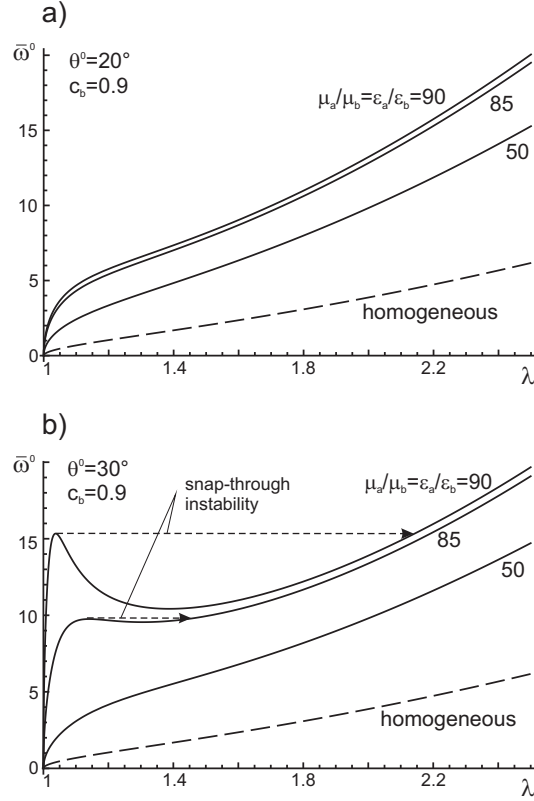 a)
ω̄⁰
θ⁰=20°
c_b=0.9
μ_a/μ_b=ε_a/ε_b=90
85
50
homogeneous
15
10
5
0
1
1.4
1.8
2.2
λ
b)
ω̄⁰
θ⁰=30°
c_b=0.9
snap-through
instability
μ_a/μ_b=ε_a/ε_b=90
85
50
homogeneous
15
10
5
0
1
1.4
1.8
2.2
λ